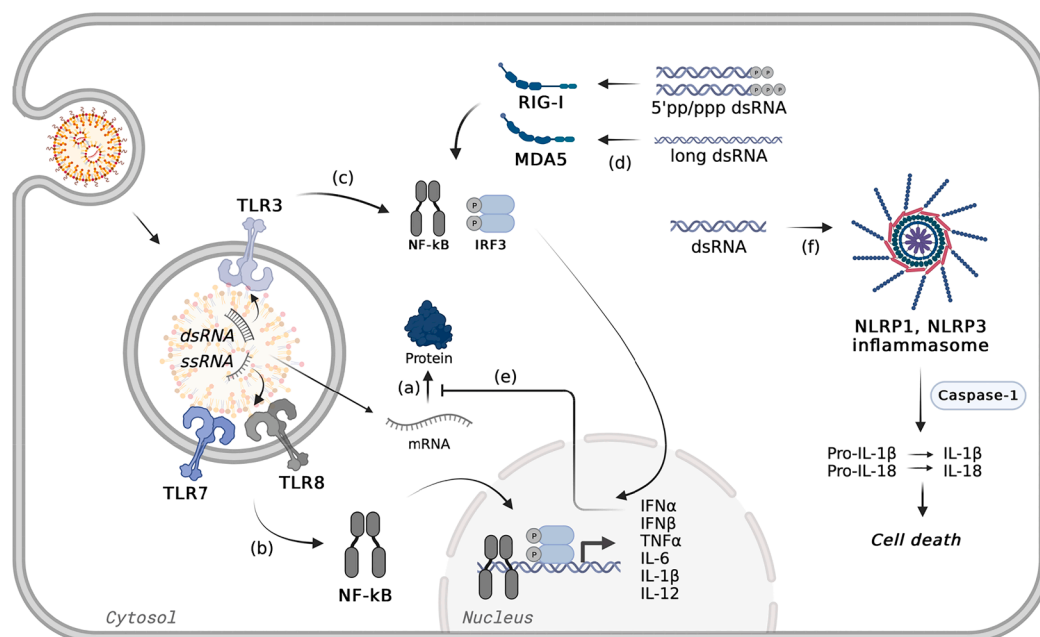 RIG-I
P P
P P P
5'pp/ppp dsRNA
MDA5
(d)
long dsRNA
(c)
TLR3
P
P
NF-kB
IRF3
dsRNA
(f)
NLRP1, NLRP3
inflammasome
Caspase-1
Pro-IL-1β
IL-1β
Pro-IL-18
IL-18
Cell death
dsRNA
ssRNA
Protein
(a)
(e)
mRNA
TLR7
TLR8
(b)
NF-kB
P
P
IFNα
IFNβ
TNFα
IL-6
IL-1β
IL-12
Cytosol
Nucleus